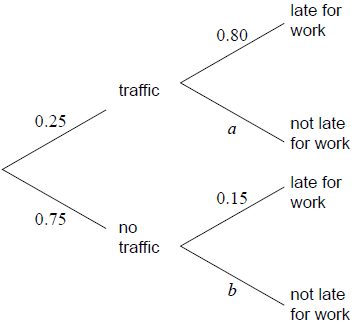 late for
work
0.80
traffic
0.25
a
not late
for work
late for
work
0.15
0.75
no
traffic
b
not late
for work